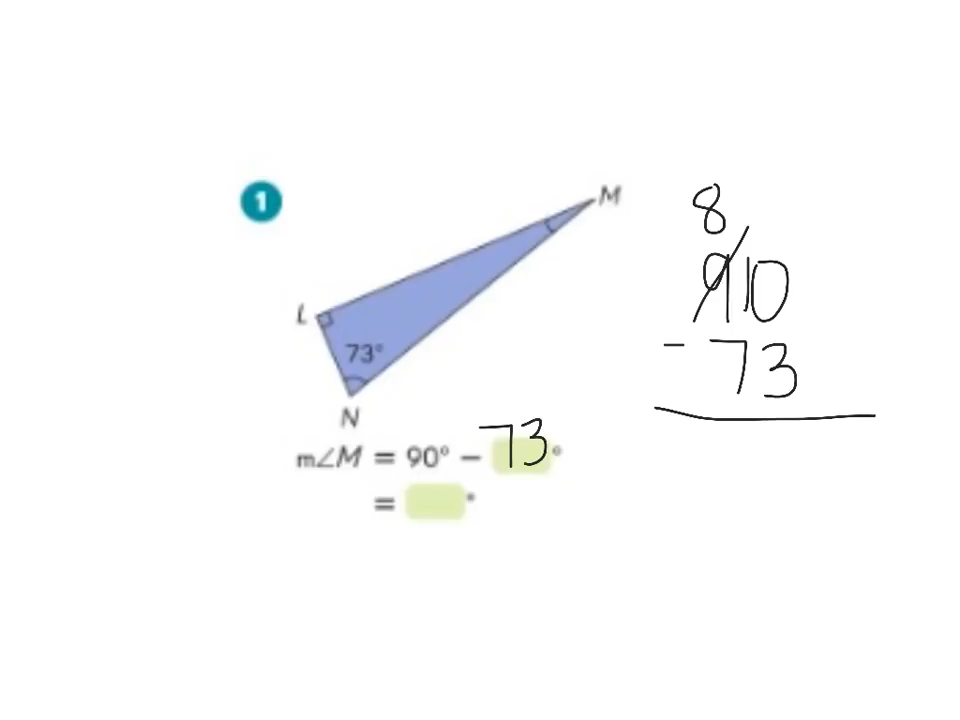 1
M
L
73°
N
m∠M = 90° − 73°
= °
8
9 10
− 73